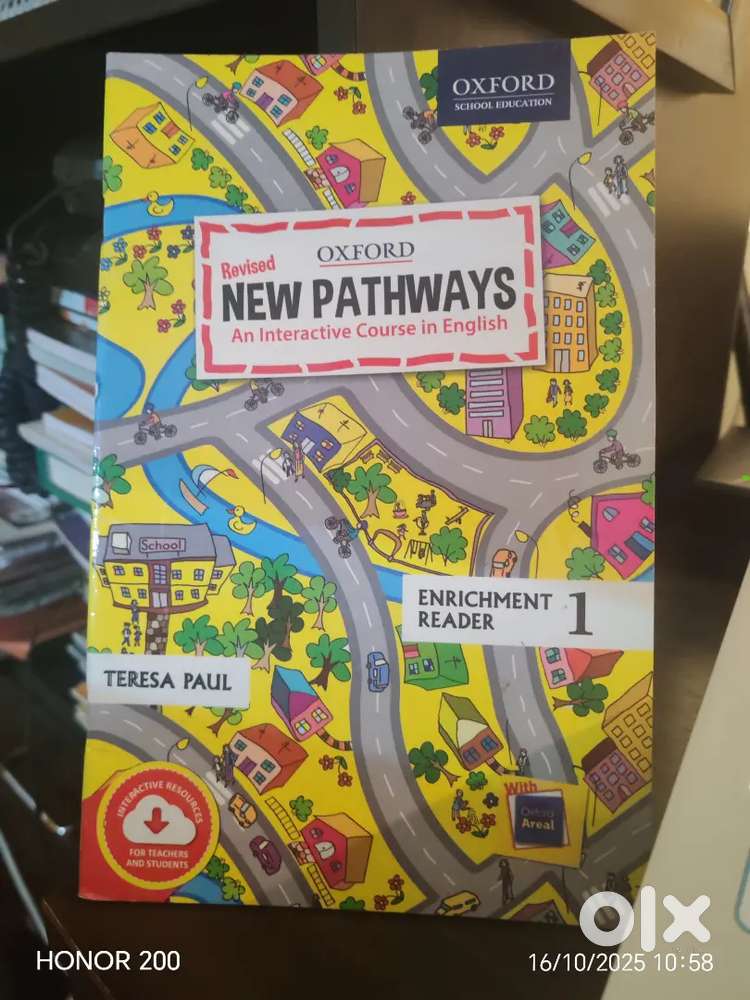 OXFORD
SCHOOL EDUCATION
OXFORD
Revised
NEW PATHWAYS
An Interactive Course in English
School
ENRICHMENT
READER 1
TERESA PAUL
INTERACTIVE RESOURCES
FOR TEACHERS
AND STUDENTS
With
Oxford
Areal
olx
HONOR 200
16/10/2025 10:58